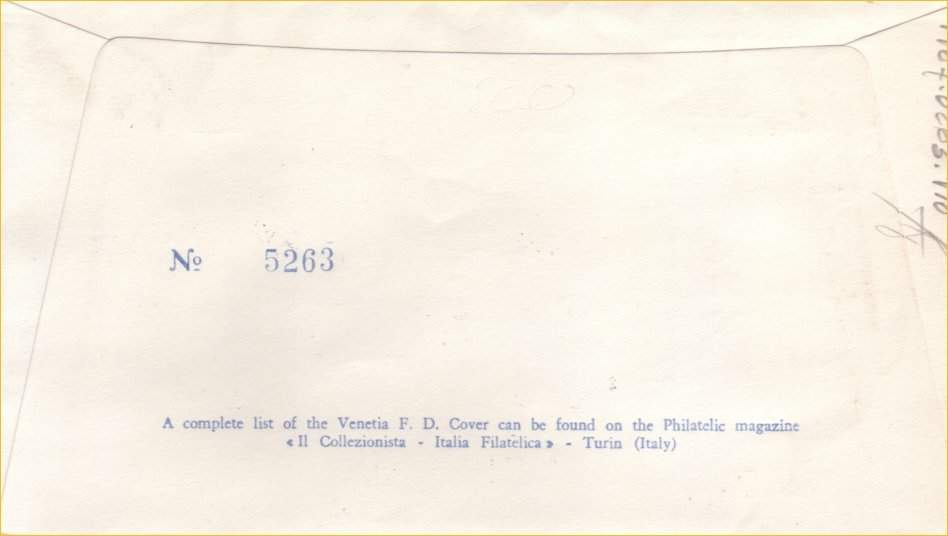 Nº 5263
A complete list of the Venetia F. D. Cover can be found on the Philatelic magazine
« Il Collezionista - Italia Filatelica » - Turin (Italy)